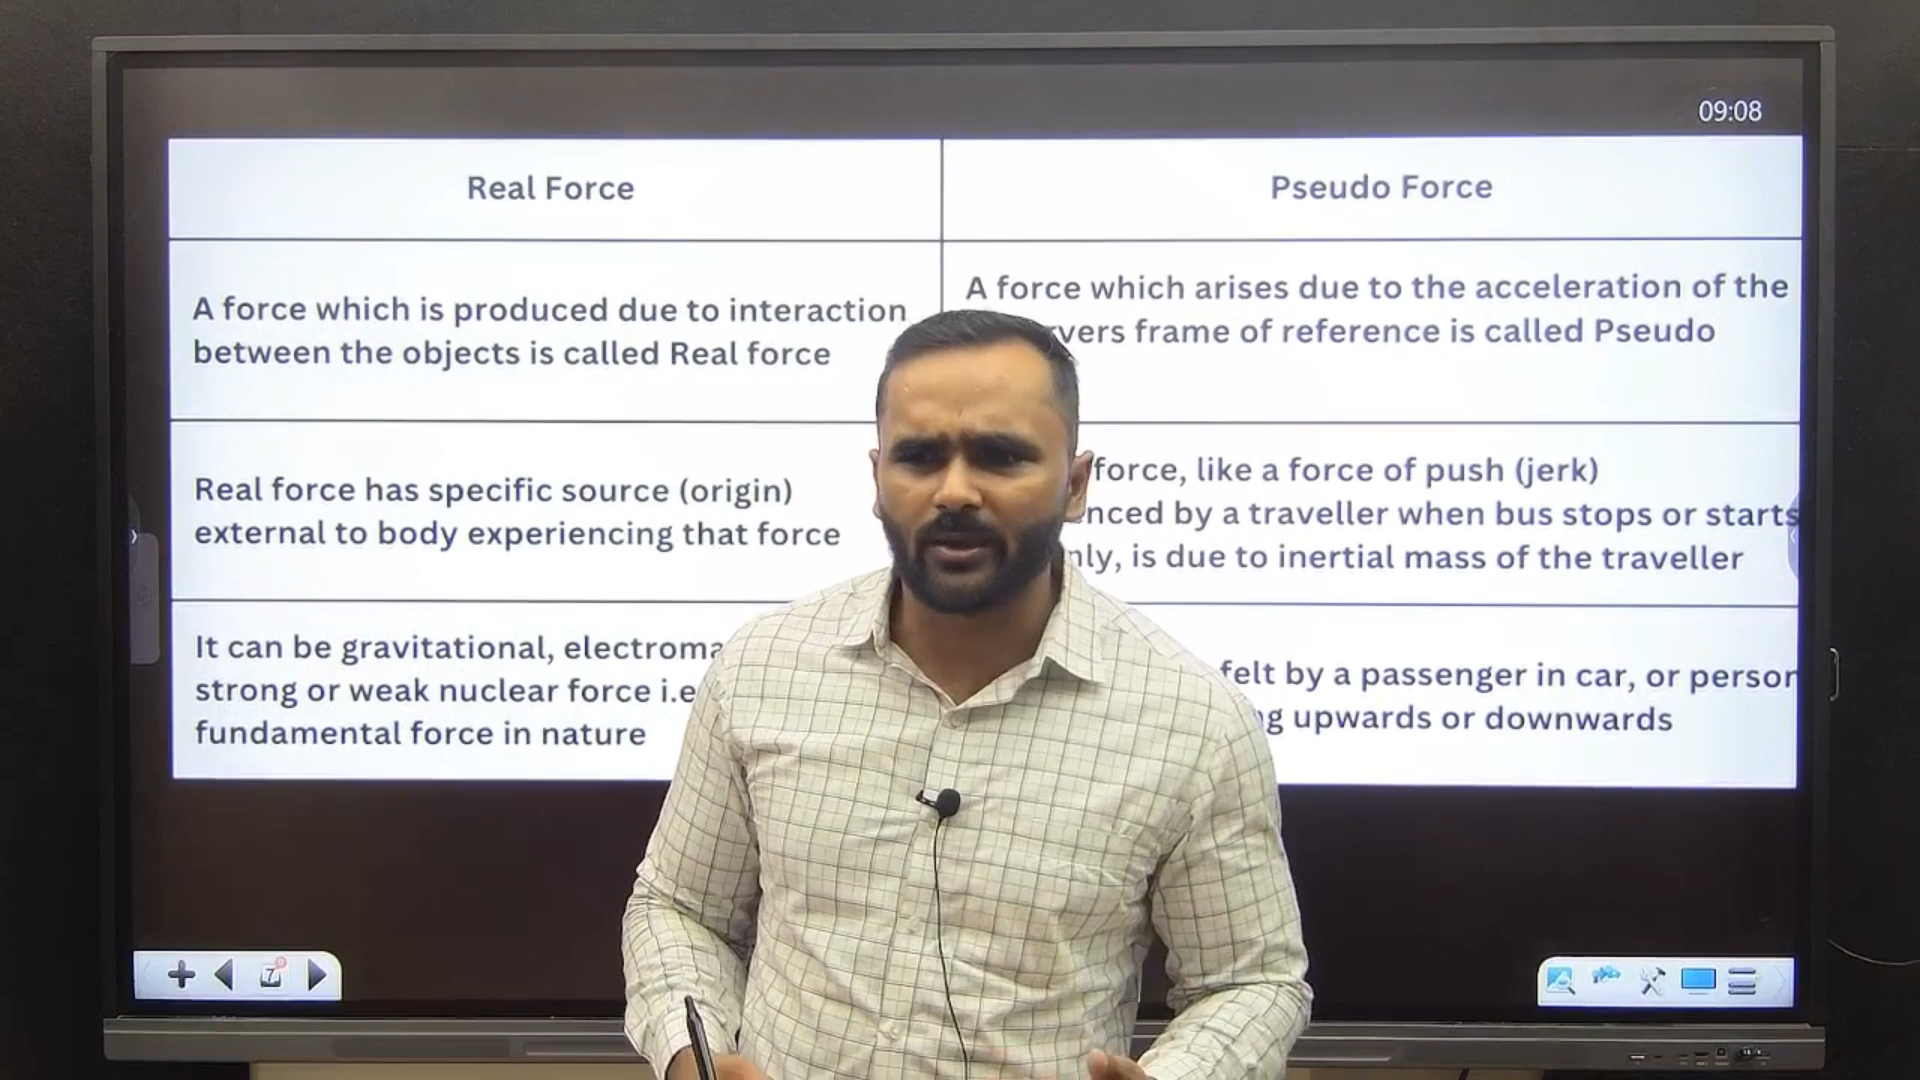 09:08
Real Force
Pseudo Force
A force which is produced due to interaction
between the objects is called Real force
A force which arises due to the acceleration of the
frame of reference is called Pseudo
Real force has specific source (origin)
external to body experiencing that force
force, like a force of push (jerk)
by a traveller when bus stops or starts
is due to inertial mass of the traveller
It can be gravitational,
strong or weak nuclear force i.e
fundamental force in nature
felt by a passenger in car, or person
upwards or downwards
7